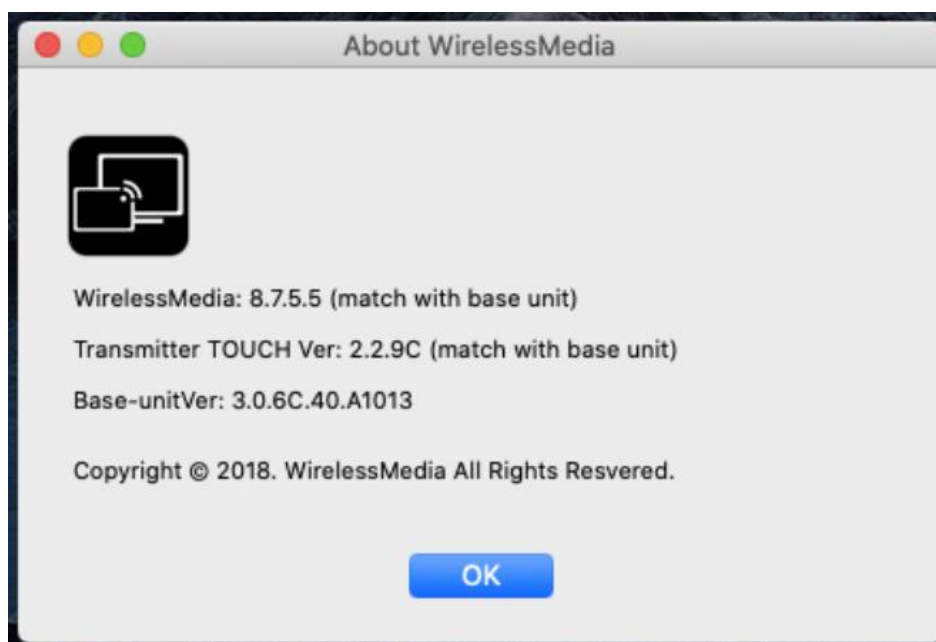 About WirelessMedia
WirelessMedia: 8.7.5.5 (match with base unit)
Transmitter TOUCH Ver: 2.2.9C (match with base unit)
Base-unitVer: 3.0.6C.40.A1013
Copyright © 2018. WirelessMedia All Rights Resvered.
OK